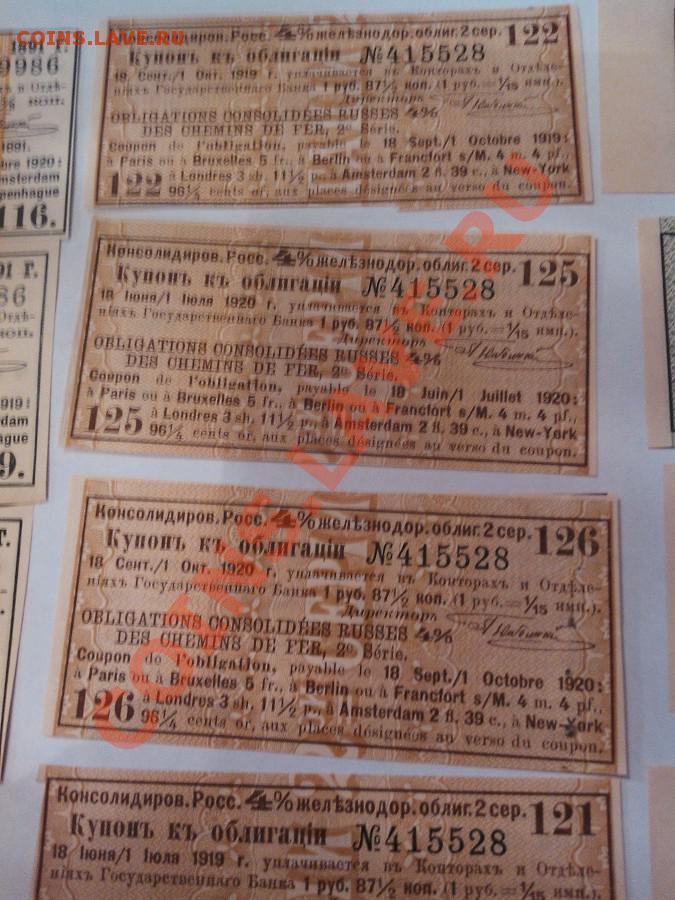 COINS.LAVE.RU
Консолидиров. Росс. 4% желѣзнодор. облиг. 2 сер. 122
Купонъ къ облигаціи №415528
18 Сент./1 Окт. 1919 г. уплачивается въ Конторахъ и Отдѣле-
ніяхъ Государственнаго Банка 1 руб. 87½ коп. (1 руб. = 1/15 имп.).
Директоръ
OBLIGATIONS CONSOLIDÉES RUSSES 4%
DES CHEMINS DE FER, 2e Série.
Coupon de l'obligation, payable le 18 Sept./1 Octobre 1919:
à Paris ou à Bruxelles 5 fr., à Berlin ou à Francfort s/M. 4 m. 4 pf.,
122 à Londres 3 sh. 11½ p., à Amsterdam 2 fl. 39 c., à New-York
96¼ cents or, aux places désignées au verso du coupon.
Консолидиров. Росс. 4% желѣзнодор. облиг. 2 сер. 125
Купонъ къ облигаціи №415528
18 Іюня/1 Іюля 1920 г. уплачивается въ Конторахъ и Отдѣле-
ніяхъ Государственнаго Банка 1 руб. 87½ коп. (1 руб. = 1/15 имп.).
Директоръ
OBLIGATIONS CONSOLIDÉES RUSSES 4%
DES CHEMINS DE FER, 2e Série.
Coupon de l'obligation, payable le 18 Juin/1 Juillet 1920:
à Paris ou à Bruxelles 5 fr., à Berlin ou à Francfort s/M. 4 m. 4 pf.,
125 à Londres 3 sh. 11½ p., à Amsterdam 2 fl. 39 c., à New-York
96¼ cents or, aux places désignées au verso du coupon.
Консолидиров. Росс. 4% желѣзнодор. облиг. 2 сер. 126
Купонъ къ облигаціи №415528
18 Сент./1 Окт. 1920 г. уплачивается въ Конторахъ и Отдѣле-
ніяхъ Государственнаго Банка 1 руб. 87½ коп. (1 руб. = 1/15 имп.).
Директоръ
OBLIGATIONS CONSOLIDÉES RUSSES 4%
DES CHEMINS DE FER, 2e Série.
Coupon de l'obligation, payable le 18 Sept./1 Octobre 1920:
à Paris ou à Bruxelles 5 fr., à Berlin ou à Francfort s/M. 4 m. 4 pf.,
126 à Londres 3 sh. 11½ p., à Amsterdam 2 fl. 39 c., à New-York
96¼ cents or, aux places désignées au verso du coupon.
Консолидиров. Росс. 4% желѣзнодор. облиг. 2 сер. 121
Купонъ къ облигаціи №415528
18 Іюня/1 Іюля 1919 г. уплачивается въ Конторахъ и Отдѣле-
ніяхъ Государственнаго Банка 1 руб. 87½ коп. (1 руб. = 1/15 имп.).
1891 г.
9986
1891.
1920:
Amsterdam
116.
91 г.
86
1919:
9.
COINS.LAVE.RU